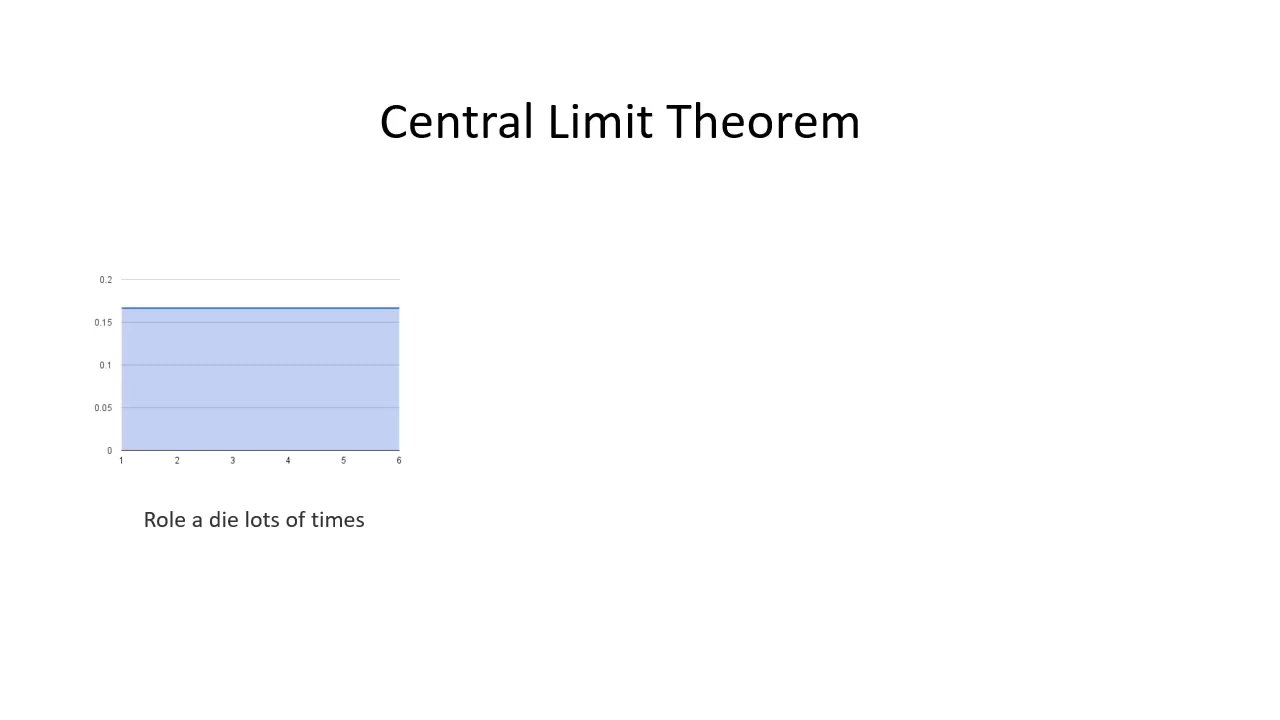 Central Limit Theorem
0.2
0.15
0.1
0.05
0
1 2 3 4 5 6
Role a die lots of times